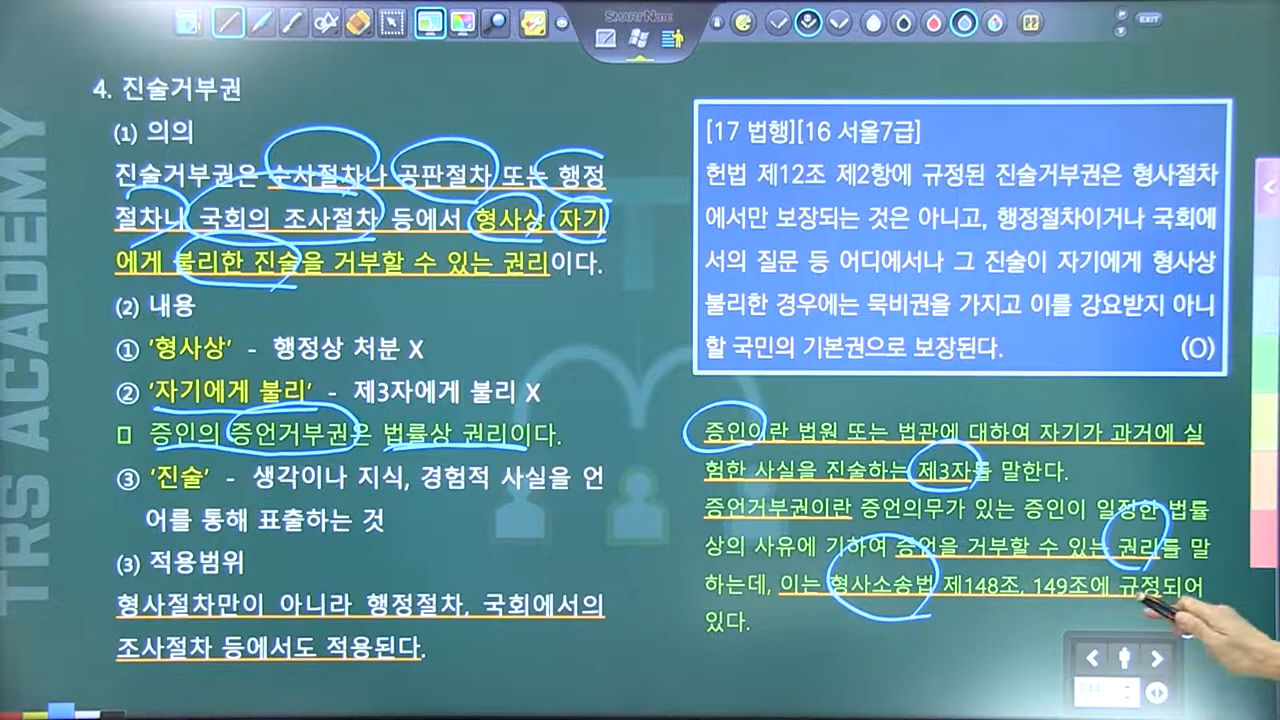 SMARTNOTE
EXIT
TRS ACADEMY
4. 진술거부권
(1) 의의
진술거부권은 수사절차나 공판절차 또는 행정
절차나 국회의 조사절차 등에서 형사상 자기
에게 불리한 진술을 거부할 수 있는 권리이다.
(2) 내용
① '형사상' - 행정상 처분 X
② '자기에게 불리' - 제3자에게 불리 X
증인의 증언거부권은 법률상 권리이다.
③ '진술' - 생각이나 지식, 경험적 사실을 언
어를 통해 표출하는 것
(3) 적용범위
형사절차만이 아니라 행정절차, 국회에서의
조사절차 등에서도 적용된다.
[17 법행][16 서울7급]
헌법 제12조 제2항에 규정된 진술거부권은 형사절차
에서만 보장되는 것은 아니고, 행정절차이거나 국회에
서의 질문 등 어디에서나 그 진술이 자기에게 형사상
불리한 경우에는 묵비권을 가지고 이를 강요받지 아니
할 국민의 기본권으로 보장된다. (O)
증인이란 법원 또는 법관에 대하여 자기가 과거에 실
험한 사실을 진술하는 제3자를 말한다.
증언거부권이란 증언의무가 있는 증인이 일정한 법률
상의 사유에 기하여 증언을 거부할 수 있는 권리를 말
하는데, 이는 형사소송법 제148조, 149조에 규정되어
있다.
344